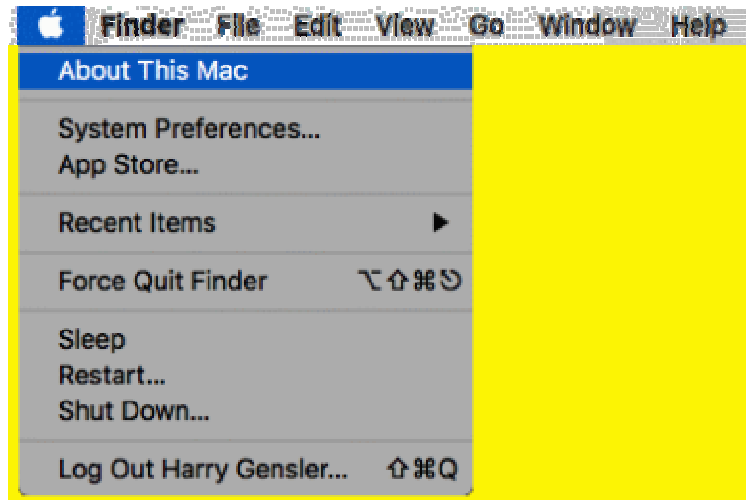 Finder File Edit View Go Window Help
About This Mac
System Preferences...
App Store...
Recent Items ▶
Force Quit Finder ⌥⇧⌘⎋
Sleep
Restart...
Shut Down...
Log Out Harry Gensler... ⇧⌘Q